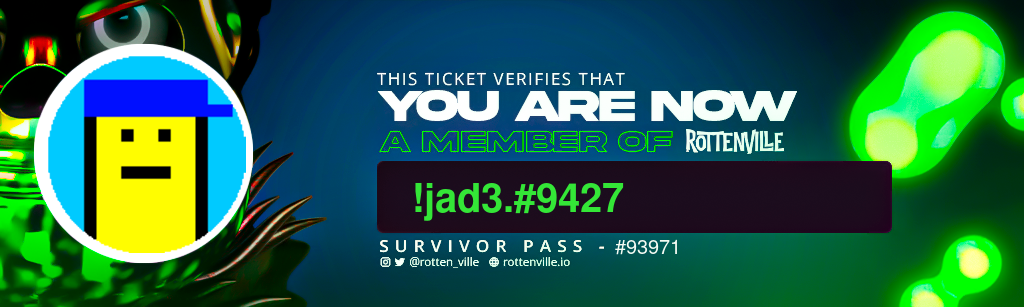 THIS TICKET VERIFIES THAT
YOU ARE NOW
A MEMBER OF ROTTENVILLE
!jad3.#9427
SURVIVOR PASS - #93971
@rotten_ville rottenville.io